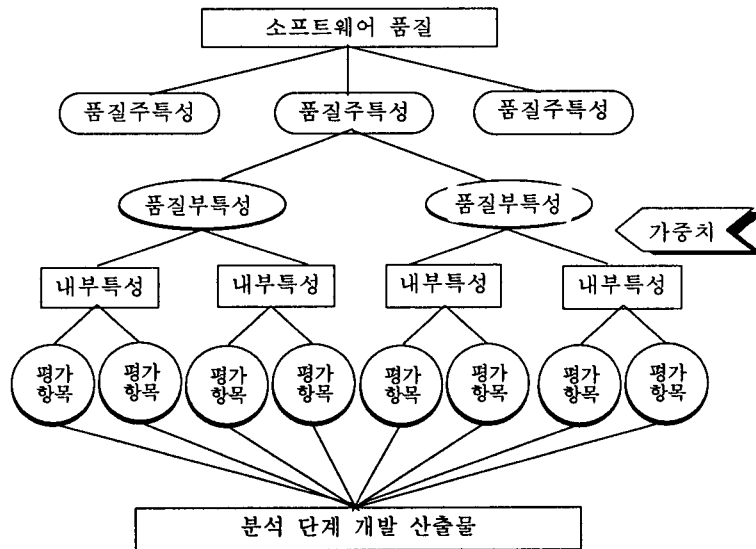 소프트웨어 품질
품질주특성 품질주특성 품질주특성
품질부특성 품질부특성
가중치
내부특성 내부특성 내부특성 내부특성
평가 평가 평가 평가 평가 평가 평가 평가
항목 항목 항목 항목 항목 항목 항목 항목
분석 단계 개발 산출물